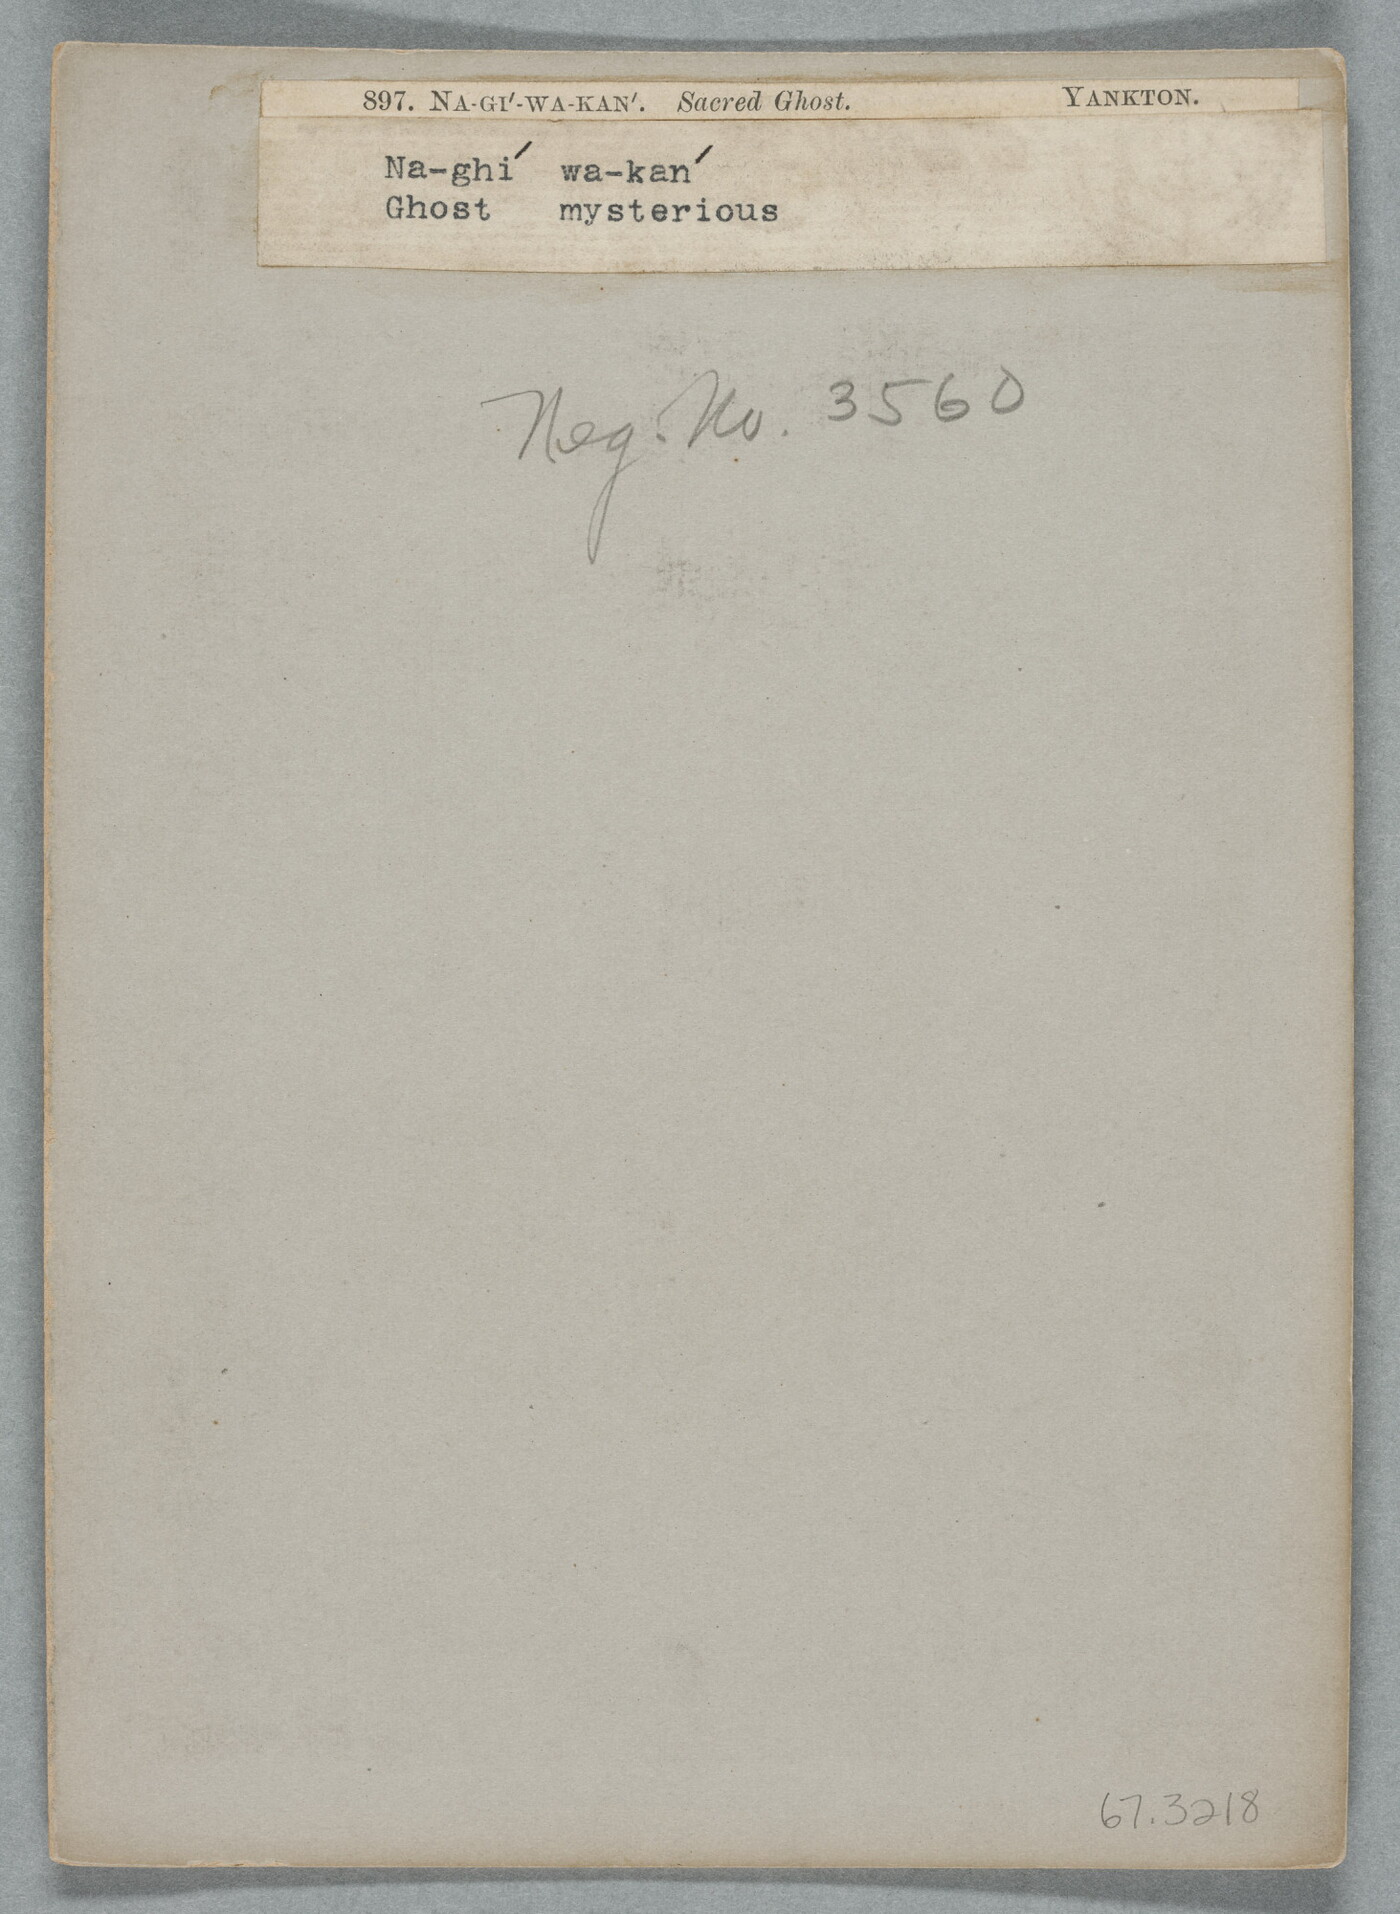 897. NA-GI′-WA-KAN′. Sacred Ghost. YANKTON.
Na-ghi′ wa-kan′
Ghost mysterious
Neg. No. 3560
67.3218